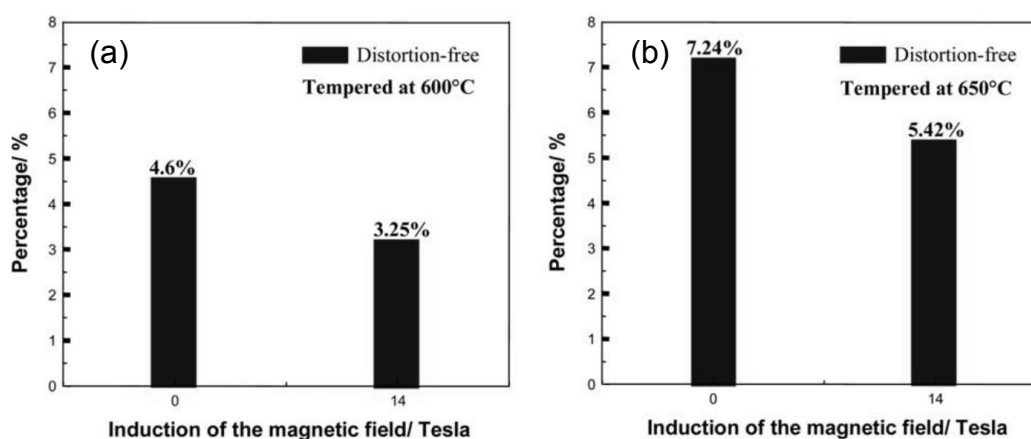 (a)
Distortion-free
Tempered at 600°C
4.6%
3.25%
Percentage/ %
8
7
6
5
4
3
2
1
0
0
14
Induction of the magnetic field/ Tesla
(b)
Distortion-free
Tempered at 650°C
7.24%
5.42%
Percentage/ %
8
7
6
5
4
3
2
1
0
0
14
Induction of the magnetic field/ Tesla